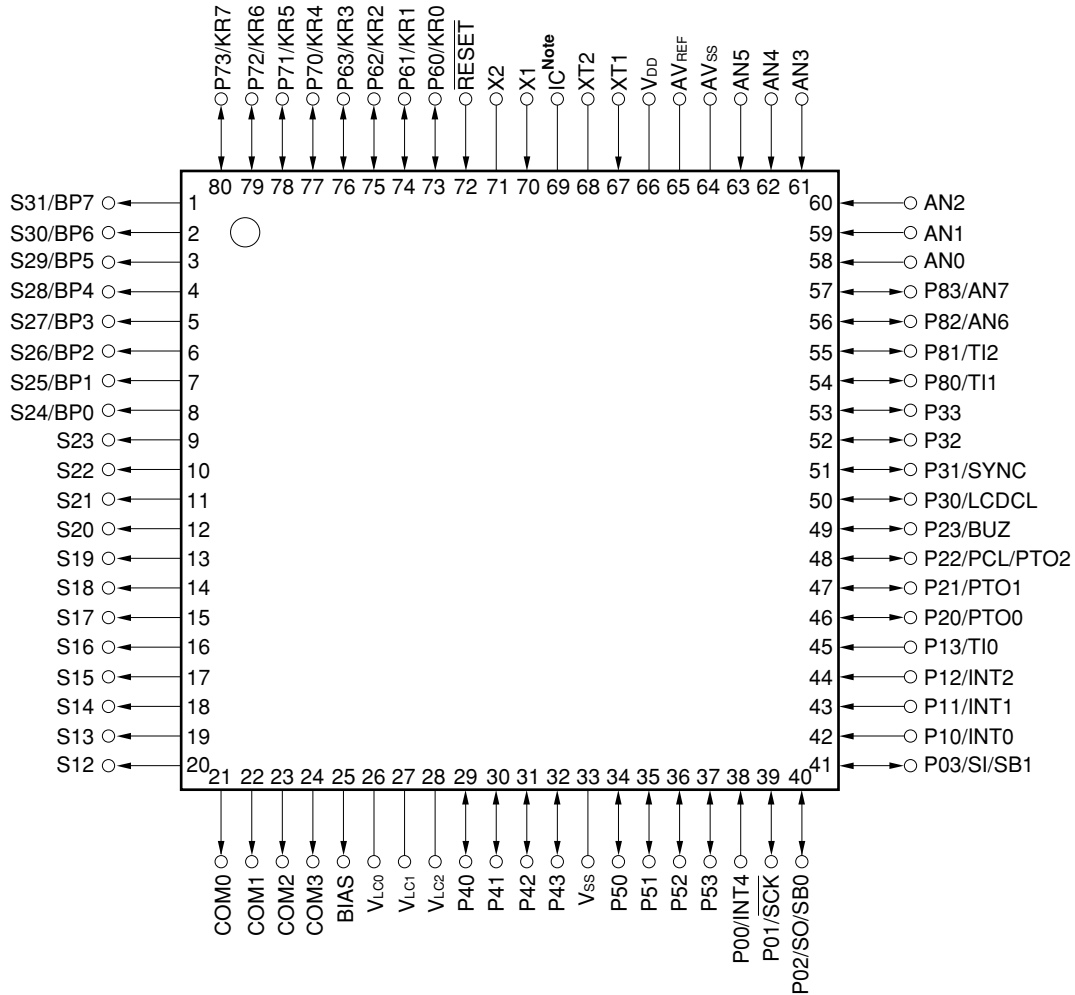 P73/KR7
P72/KR6
P71/KR5
P70/KR4
P63/KR3
P62/KR2
P61/KR1
P60/KR0
RESET
X2
X1
IC Note
XT2
XT1
VDD
AVREF
AVSS
AN5
AN4
AN3
80 79 78 77 76 75 74 73 72 71 70 69 68 67 66 65 64 63 62 61
S31/BP7 1
S30/BP6 2
S29/BP5 3
S28/BP4 4
S27/BP3 5
S26/BP2 6
S25/BP1 7
S24/BP0 8
S23 9
S22 10
S21 11
S20 12
S19 13
S18 14
S17 15
S16 16
S15 17
S14 18
S13 19
S12 20
60 AN2
59 AN1
58 AN0
57 P83/AN7
56 P82/AN6
55 P81/TI2
54 P80/TI1
53 P33
52 P32
51 P31/SYNC
50 P30/LCDCL
49 P23/BUZ
48 P22/PCL/PTO2
47 P21/PTO1
46 P20/PTO0
45 P13/TI0
44 P12/INT2
43 P11/INT1
42 P10/INT0
41 P03/SI/SB1
21 22 23 24 25 26 27 28 29 30 31 32 33 34 35 36 37 38 39 40
COM0
COM1
COM2
COM3
BIAS
VLC0
VLC1
VLC2
P40
P41
P42
P43
VSS
P50
P51
P52
P53
P00/INT4
P01/SCK
P02/SO/SB0